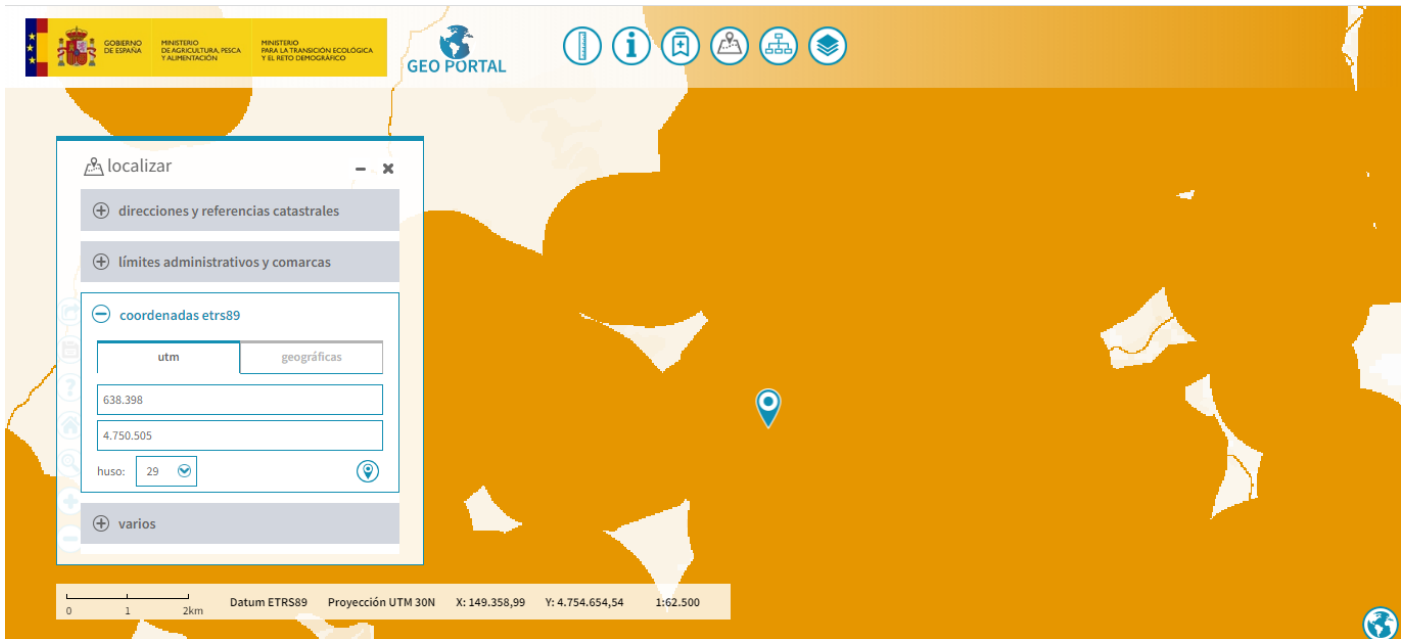 GOBIERNO
DE ESPAÑA
MINISTERIO
DE AGRICULTURA, PESCA
Y ALIMENTACIÓN
MINISTERIO
PARA LA TRANSICIÓN ECOLÓGICA
Y EL RETO DEMOGRÁFICO
GEO PORTAL
localizar
direcciones y referencias catastrales
límites administrativos y comarcas
coordenadas etrs89
utm
geográficas
638.398
4.750.505
huso: 29
varios
0 1 2km
Datum ETRS89 Proyección UTM 30N X: 149.358,99 Y: 4.754.654,54 1:62.500